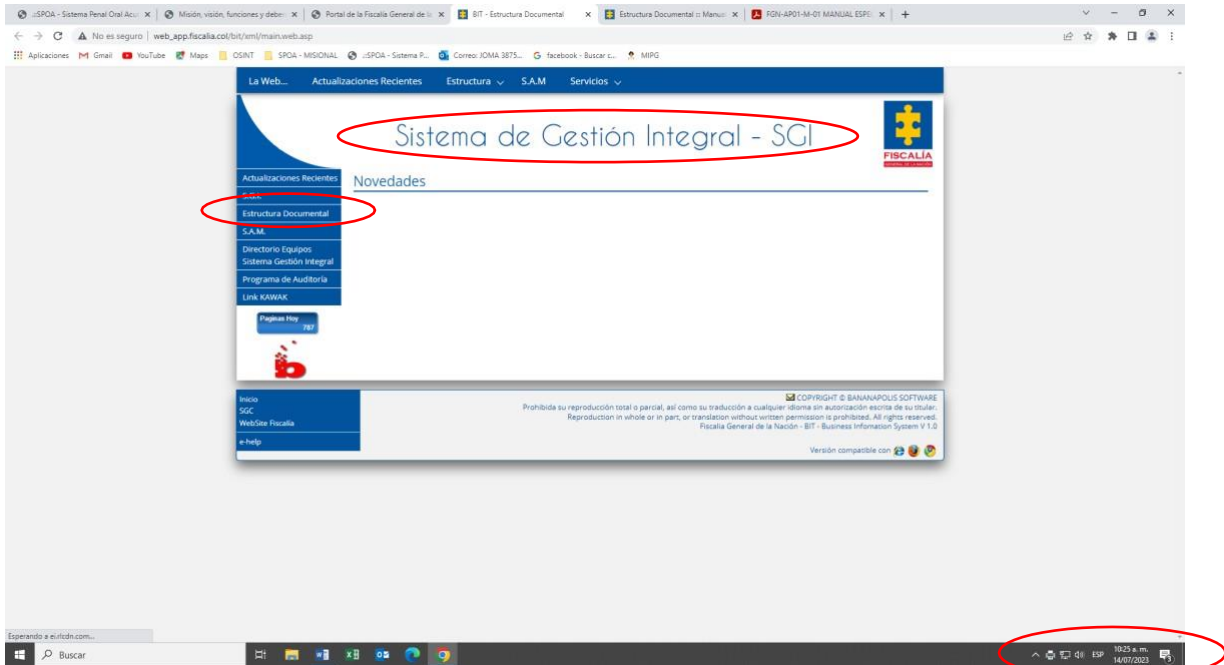 .:SPOA - Sistema Penal Oral Acu
Misión, visión, funciones y deber
Portal de la Fiscalía General de l
BIT - Estructura Documental
Estructura Documental :: Manua
FGN-AP01-M-01 MANUAL ESPE
No es seguro | web_app.fiscalia.col/bit/xml/main.web.asp
Aplicaciones
Gmail
YouTube
Maps
OSINT
SPOA - MISIONAL
.:SPOA - Sistema P...
Correo: JOMA 3875...
facebook - Buscar c...
MIPG
La Web...
Actualizaciones Recientes
Estructura
S.A.M
Servicios
Sistema de Gestión Integral - SGI
FISCALÍA
Actualizaciones Recientes
Novedades
S.G.I.
Estructura Documental
S.A.M.
Directorio Equipos
Sistema Gestión Integral
Programa de Auditoría
Link KAWAK
Paginas Hoy
787
Inicio
SGC
WebSite Fiscalía
e-help
COPYRIGHT © BANANAPOLIS SOFTWARE
Prohibida su reproducción total o parcial, así como su traducción a cualquier idioma sin autorización escrita de su titular.
Reproduction in whole or in part, or translation without written permission is prohibited. All rights reserved.
Fiscalía General de la Nación - BIT - Business Infomation System V 1.0
Versión compatible con
Esperando a ei.rlcdn.com...
Buscar
ESP
10:25 a. m.
14/07/2023
3